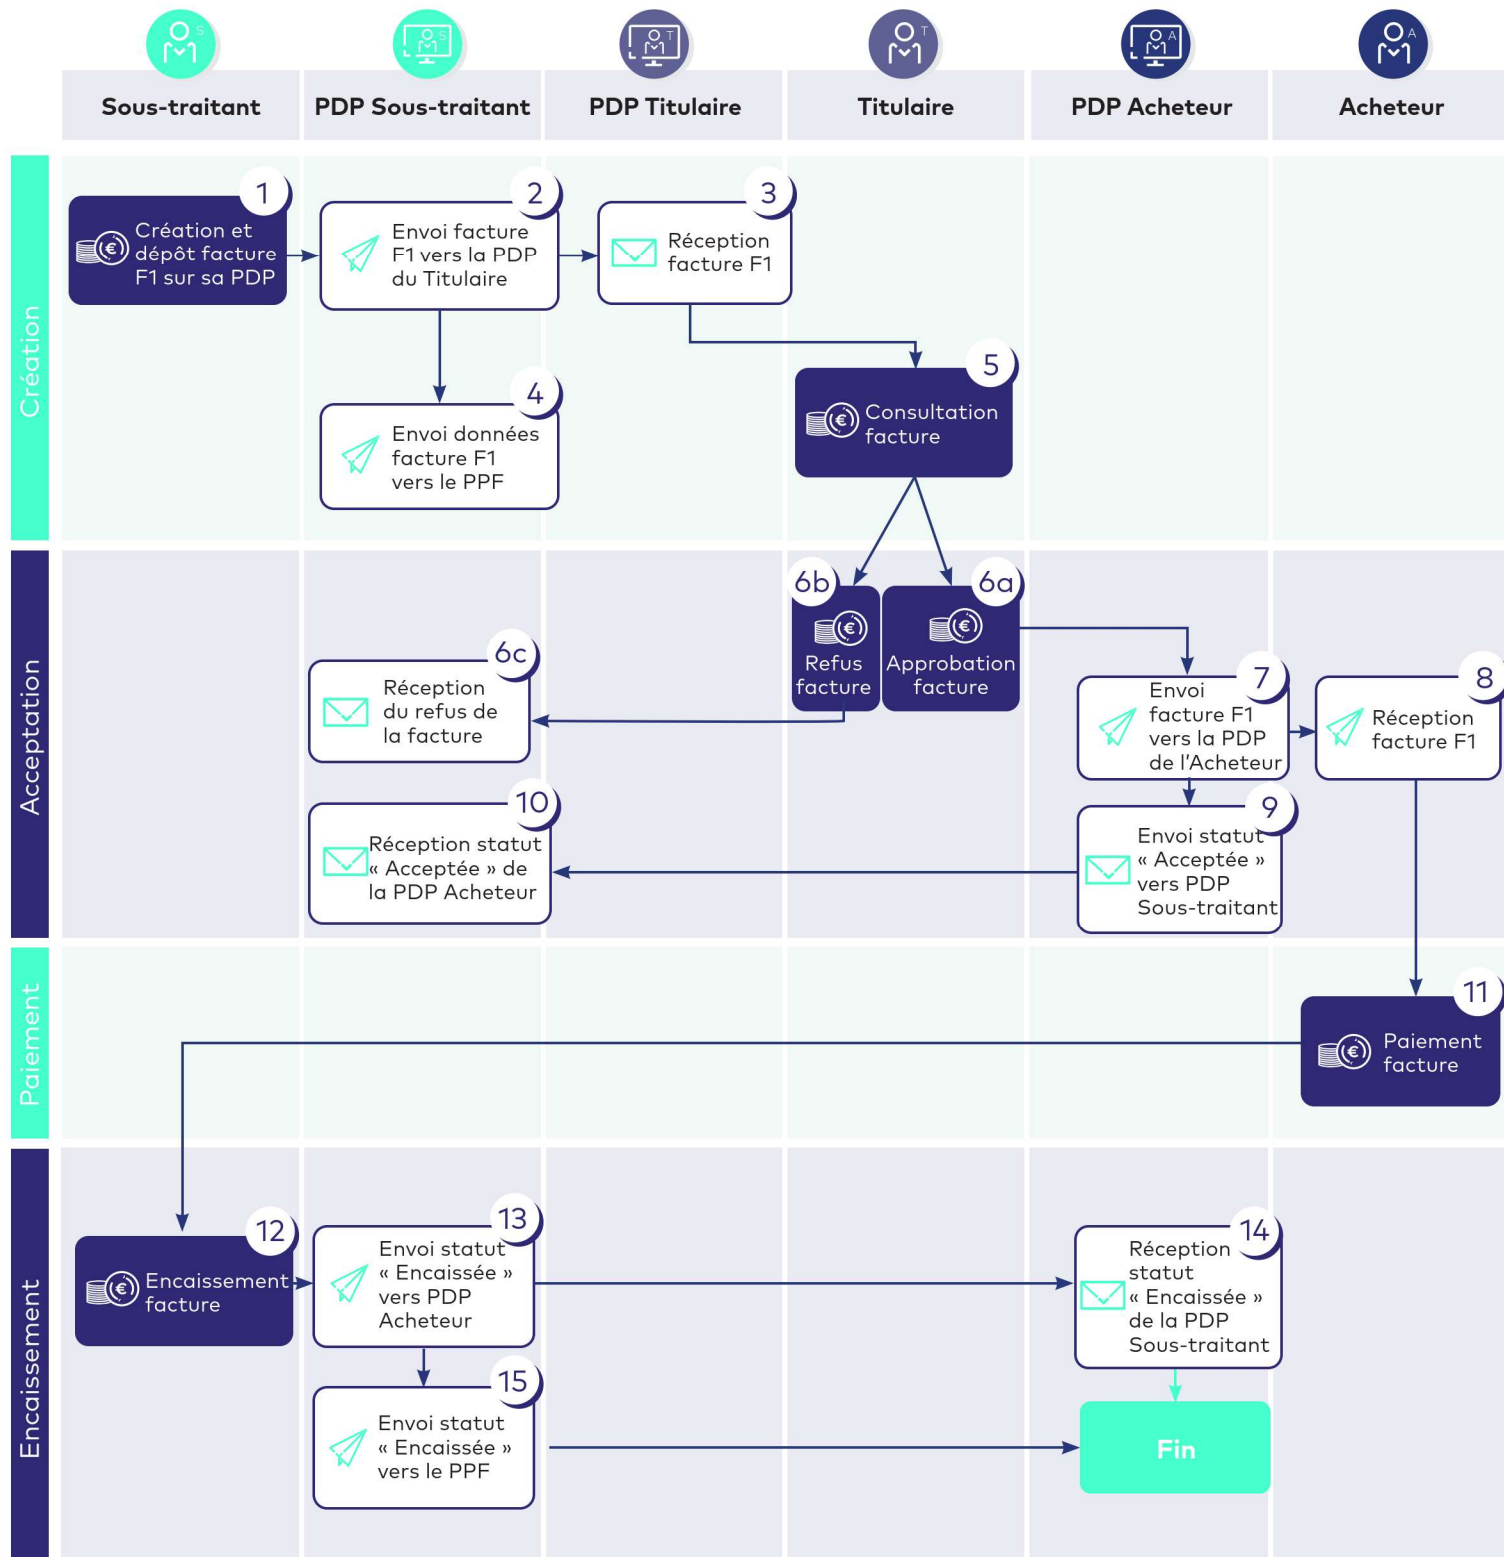 S
S
T
T
A
A
Sous-traitant
PDP Sous-traitant
PDP Titulaire
Titulaire
PDP Acheteur
Acheteur
Création
1
Création et
dépôt facture
F1 sur sa PDP
2
Envoi facture
F1 vers la PDP
du Titulaire
3
Réception
facture F1
4
Envoi données
facture F1
vers le PPF
5
Consultation
facture
Acceptation
6b
Refus
facture
6a
Approbation
facture
6c
Réception
du refus de
la facture
7
Envoi
facture F1
vers la PDP
de l'Acheteur
8
Réception
facture F1
9
Envoi statut
« Acceptée »
vers PDP
Sous-traitant
10
Réception statut
« Acceptée » de
la PDP Acheteur
Paiement
11
Paiement
facture
Encaissement
12
Encaissement
facture
13
Envoi statut
« Encaissée »
vers PDP
Acheteur
14
Réception
statut
« Encaissée »
de la PDP
Sous-traitant
15
Envoi statut
« Encaissée »
vers le PPF
Fin